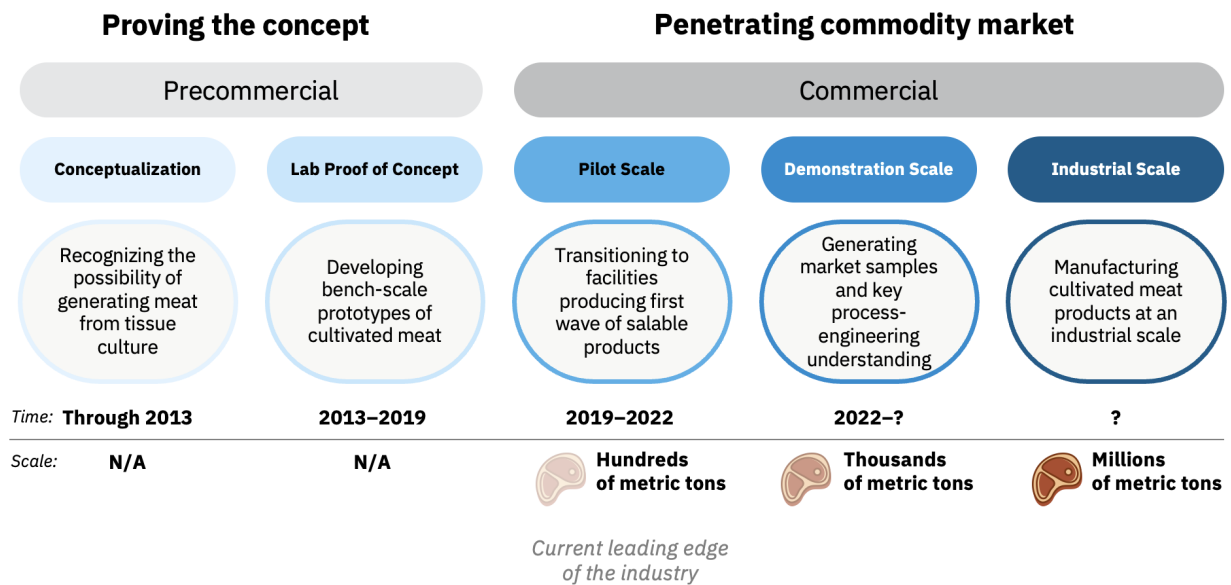 Proving the concept
Penetrating commodity market
Precommercial
Commercial
Conceptualization
Lab Proof of Concept
Pilot Scale
Demonstration Scale
Industrial Scale
Recognizing the
possibility of
generating meat
from tissue
culture
Developing
bench-scale
prototypes of
cultivated meat
Transitioning to
facilities
producing first
wave of salable
products
Generating
market samples
and key
process-
engineering
understanding
Manufacturing
cultivated meat
products at an
industrial scale
Time: Through 2013
2013–2019
2019–2022
2022–?
?
Scale:
N/A
N/A
Hundreds
of metric tons
Thousands
of metric tons
Millions
of metric tons
Current leading edge
of the industry